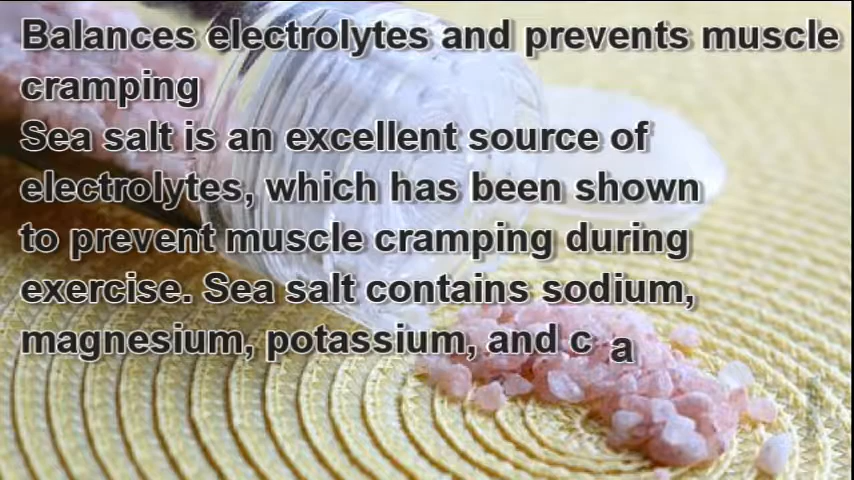 Balances electrolytes and prevents muscle
cramping
Sea salt is an excellent source of
electrolytes, which has been shown
to prevent muscle cramping during
exercise. Sea salt contains sodium,
magnesium, potassium, and c a